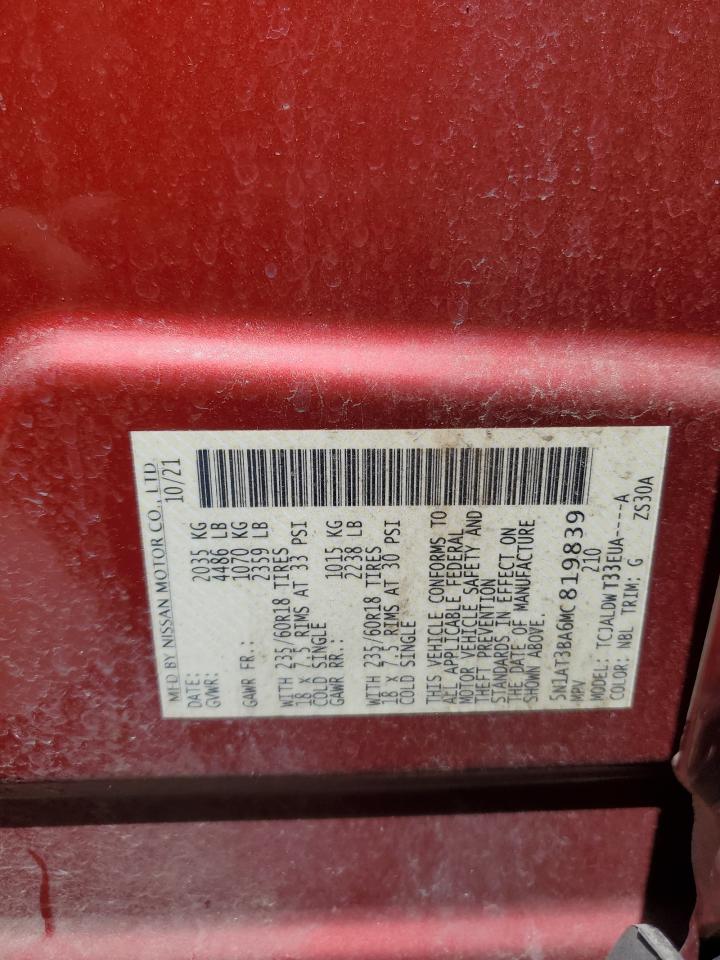 MFD BY NISSAN MOTOR CO., LTD
DATE: 10/21
GVWR: 2035 KG
4486 LB
GAWR FR.: 1070 KG
2359 LB
WITH 235/60R18 TIRES
18 X 7.5 RIMS AT 33 PSI
COLD SINGLE
GAWR RR.: 1015 KG
2238 LB
WITH 235/60R18 TIRES
18 X 7.5 RIMS AT 30 PSI
COLD SINGLE
THIS VEHICLE CONFORMS TO
ALL APPLICABLE FEDERAL
MOTOR VEHICLE SAFETY AND
THEFT PREVENTION
STANDARDS IN EFFECT ON
THE DATE OF MANUFACTURE
SHOWN ABOVE.
5N1AT3BA6MC819839
MPV 210
MODEL: TCJALDWT33EUA----A
COLOR: NBL TRIM: G ZS30A